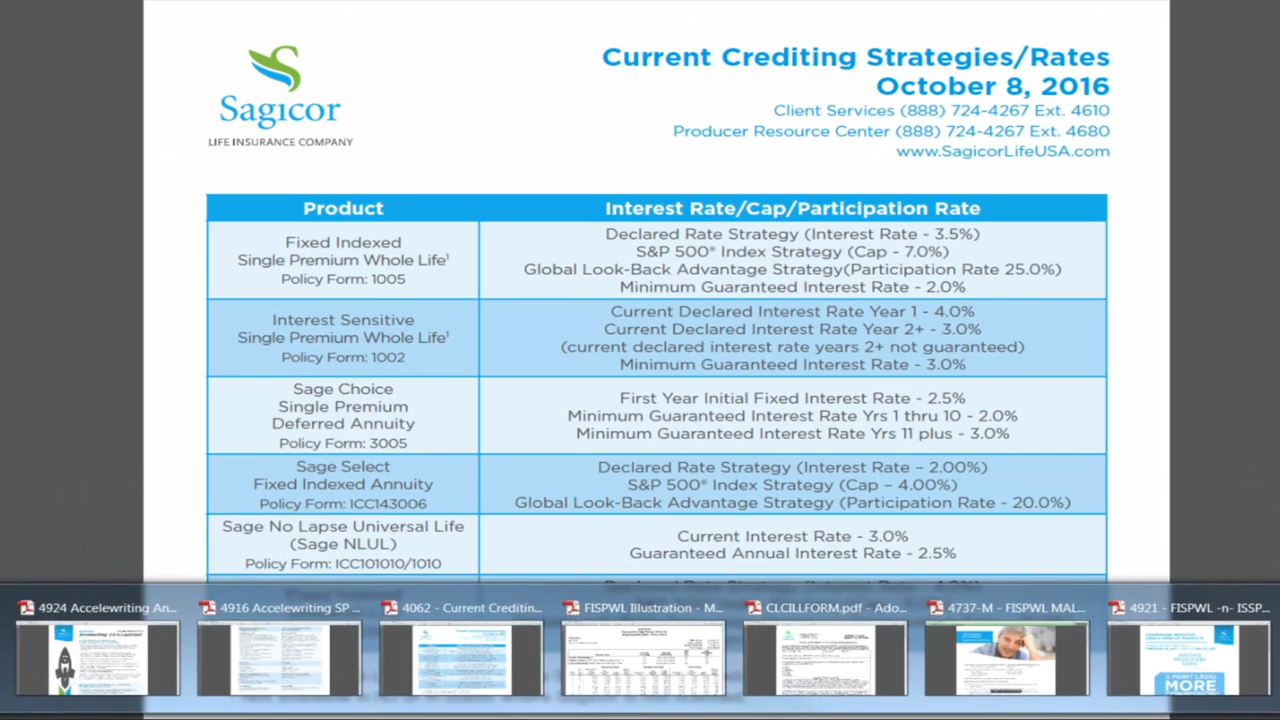 Sagicor
LIFE INSURANCE COMPANY
Current Crediting Strategies/Rates
October 8, 2016
Client Services (888) 724-4267 Ext. 4610
Producer Resource Center (888) 724-4267 Ext. 4680
www.SagicorLifeUSA.com
Product
Interest Rate/Cap/Participation Rate
Fixed Indexed
Single Premium Whole Life¹
Policy Form: 1005
Declared Rate Strategy (Interest Rate - 3.5%)
S&P 500® Index Strategy (Cap - 7.0%)
Global Look-Back Advantage Strategy(Participation Rate 25.0%)
Minimum Guaranteed Interest Rate - 2.0%
Interest Sensitive
Single Premium Whole Life¹
Policy Form: 1002
Current Declared Interest Rate Year 1 - 4.0%
Current Declared Interest Rate Year 2+ - 3.0%
(current declared interest rate years 2+ not guaranteed)
Minimum Guaranteed Interest Rate - 3.0%
Sage Choice
Single Premium
Deferred Annuity
Policy Form: 3005
First Year Initial Fixed Interest Rate - 2.5%
Minimum Guaranteed Interest Rate Yrs 1 thru 10 - 2.0%
Minimum Guaranteed Interest Rate Yrs 11 plus - 3.0%
Sage Select
Fixed Indexed Annuity
Policy Form: ICC143006
Declared Rate Strategy (Interest Rate – 2.00%)
S&P 500® Index Strategy (Cap – 4.00%)
Global Look-Back Advantage Strategy (Participation Rate - 20.0%)
Sage No Lapse Universal Life
(Sage NLUL)
Policy Form: ICC101010/1010
Current Interest Rate - 3.0%
Guaranteed Annual Interest Rate - 2.5%
4924 Accelewriting An...
4916 Accelewriting SP ...
4062 - Current Creditin...
FISPWL Illustration - M...
CLCILLFORM.pdf - Ado...
4737-M - FISPWL MAL...
4921 - FISPWL -n- ISSP...
MORE